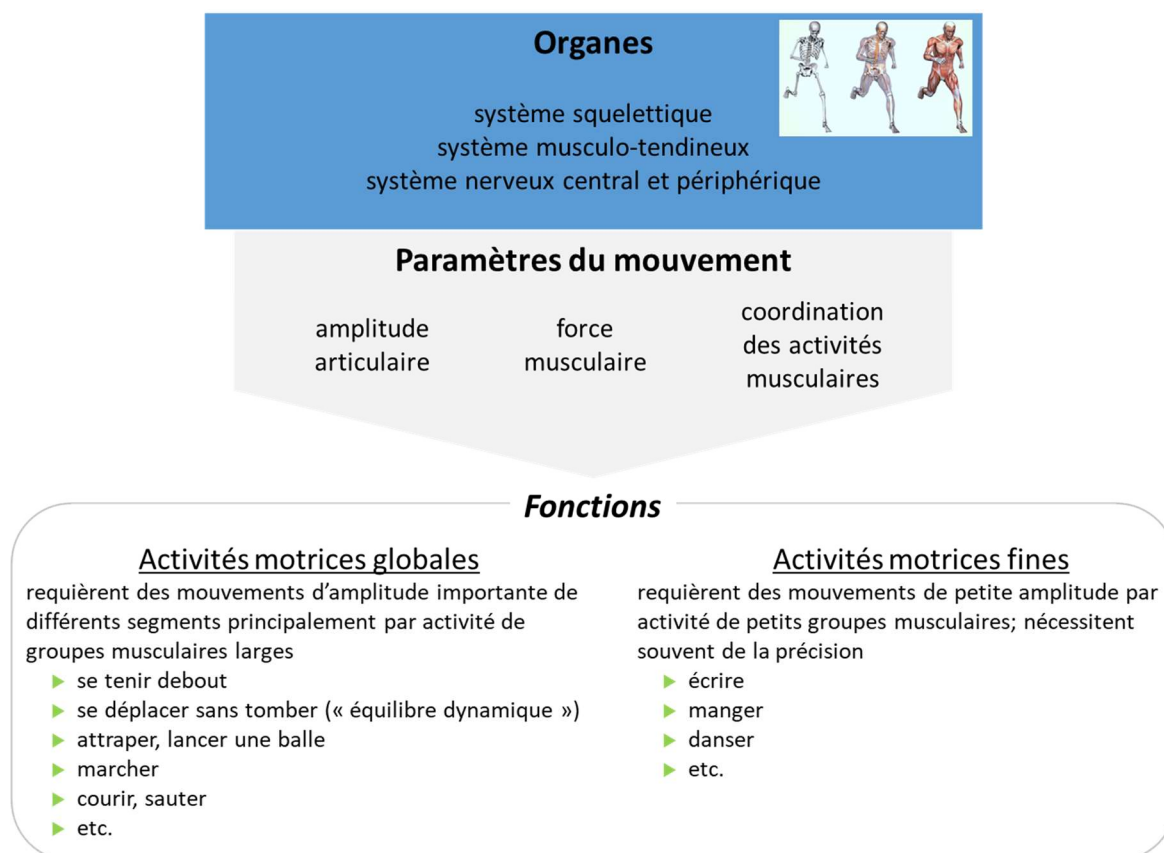 Organes
système squelettique
système musculo-tendineux
système nerveux central et périphérique
Paramètres du mouvement
amplitude
articulaire
force
musculaire
coordination
des activités
musculaires
Fonctions
Activités motrices globales
requièrent des mouvements d’amplitude importante de
différents segments principalement par activité de
groupes musculaires larges
se tenir debout
se déplacer sans tomber (« équilibre dynamique »)
attraper, lancer une balle
marcher
courir, sauter
etc.
Activités motrices fines
requièrent des mouvements de petite amplitude par
activité de petits groupes musculaires; nécessitent
souvent de la précision
écrire
manger
danser
etc.